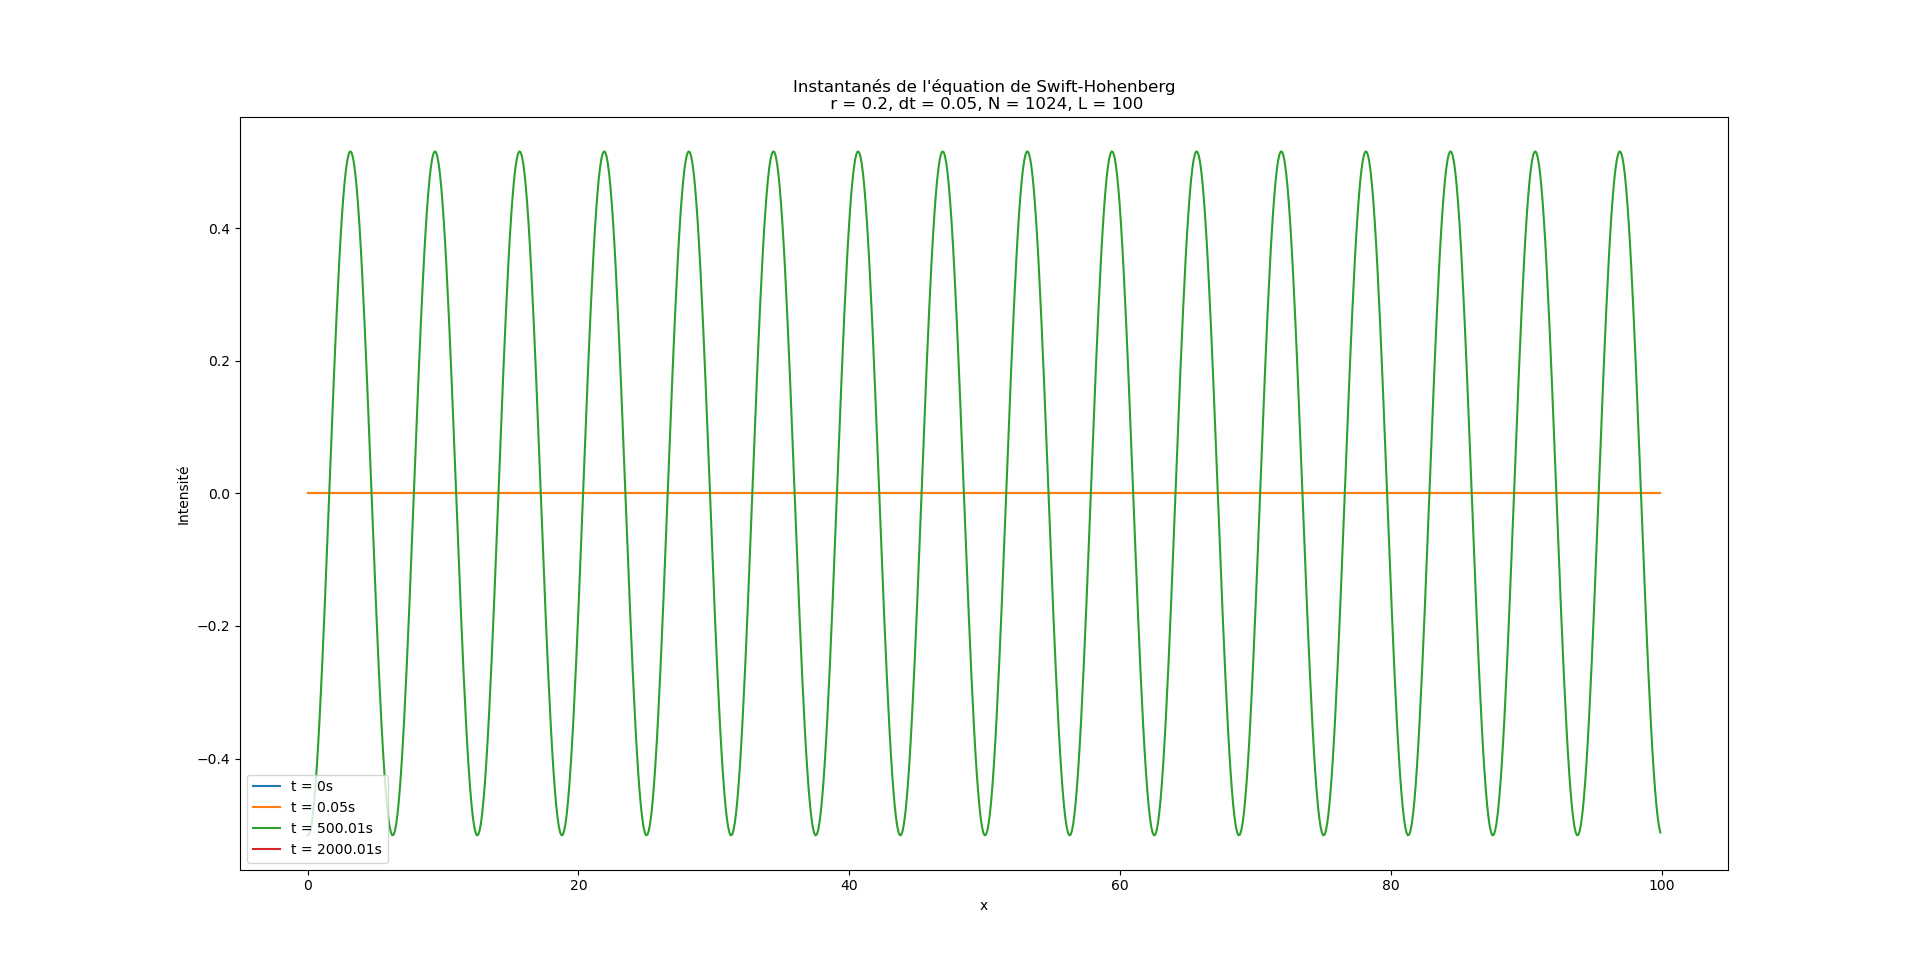 Instantanés de l'équation de Swift-Hohenberg
r = 0.2, dt = 0.05, N = 1024, L = 100
Intensité
0.4
0.2
0.0
−0.2
−0.4
t = 0s
t = 0.05s
t = 500.01s
t = 2000.01s
0 20 40 60 80 100
x